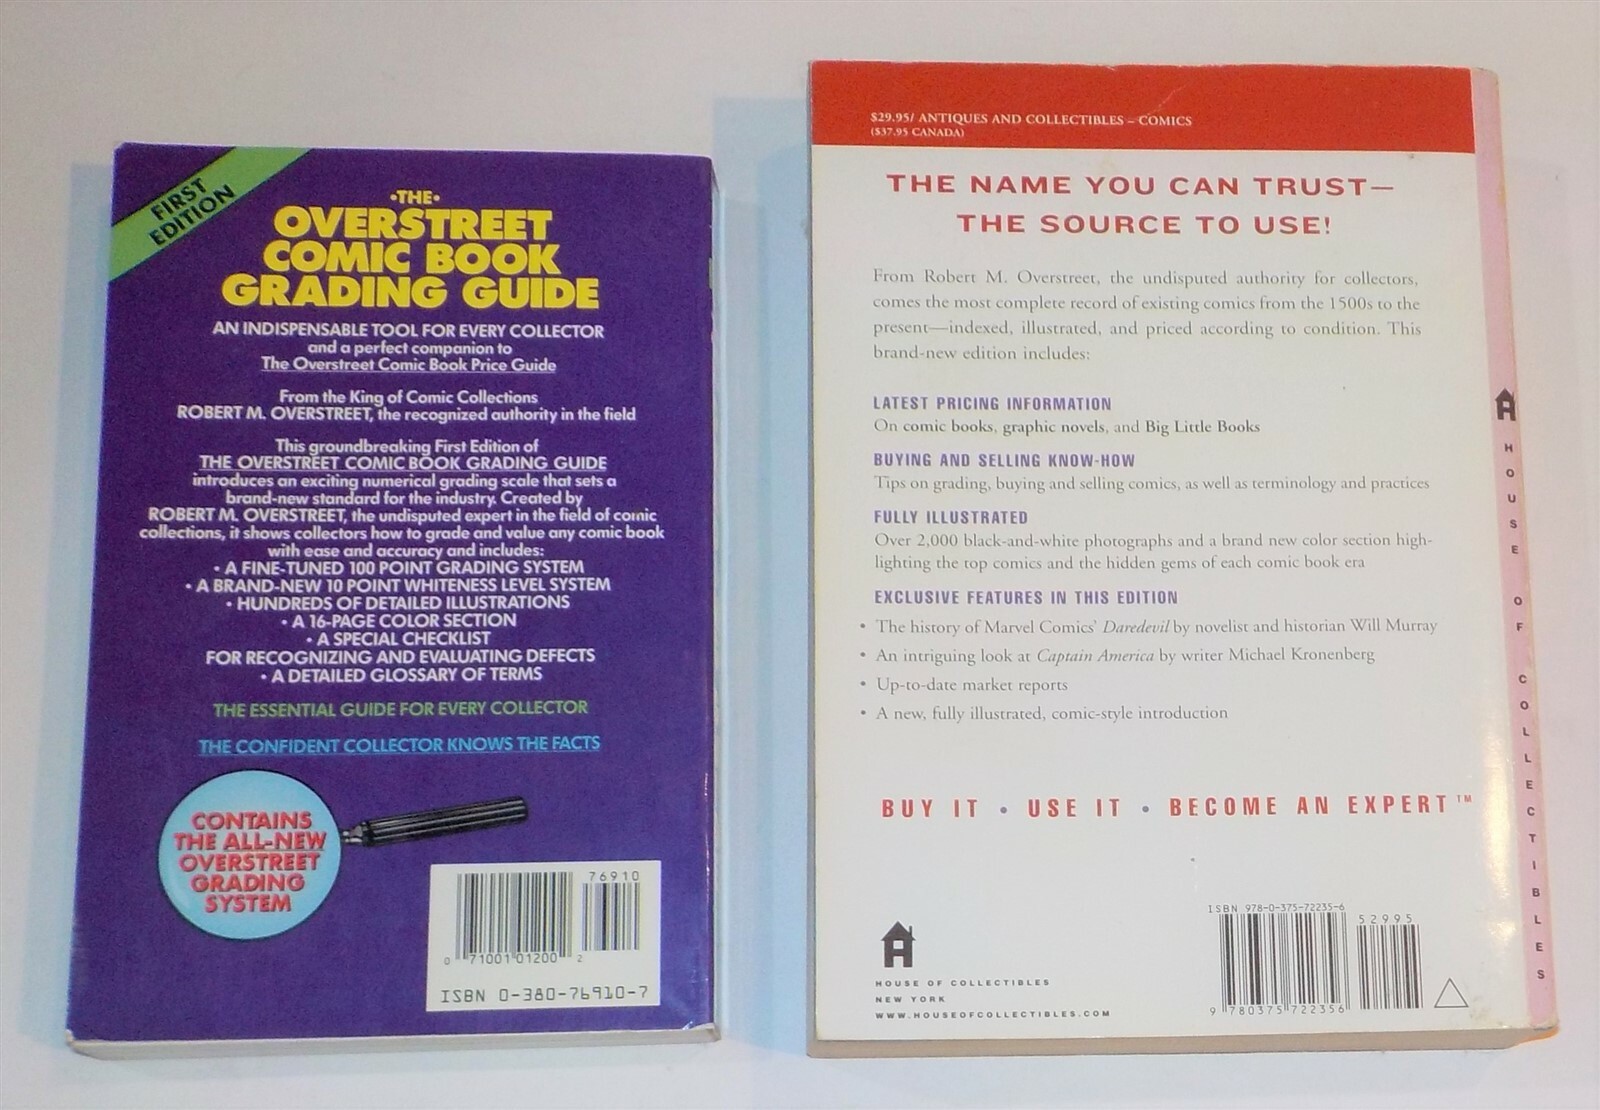 FIRST
EDITION
•THE•
OVERSTREET
COMIC BOOK
GRADING GUIDE
AN INDISPENSABLE TOOL FOR EVERY COLLECTOR
and a perfect companion to
The Overstreet Comic Book Price Guide
From the King of Comic Collections
ROBERT M. OVERSTREET, the recognized authority in the field
This groundbreaking First Edition of
THE OVERSTREET COMIC BOOK GRADING GUIDE
introduces an exciting numerical grading scale that sets a
brand-new standard for the industry. Created by
ROBERT M. OVERSTREET, the undisputed expert in the field of comic
collections, it shows collectors how to grade and value any comic book
with ease and accuracy and includes:
• A FINE-TUNED 100 POINT GRADING SYSTEM
• A BRAND-NEW 10 POINT WHITENESS LEVEL SYSTEM
• HUNDREDS OF DETAILED ILLUSTRATIONS
• A 16-PAGE COLOR SECTION
• A SPECIAL CHECKLIST
FOR RECOGNIZING AND EVALUATING DEFECTS
• A DETAILED GLOSSARY OF TERMS
THE ESSENTIAL GUIDE FOR EVERY COLLECTOR
THE CONFIDENT COLLECTOR KNOWS THE FACTS
CONTAINS
THE ALL-NEW
OVERSTREET
GRADING
SYSTEM
76910
0 71001 01200 2
ISBN 0-380-76910-7
$29.95/ ANTIQUES AND COLLECTIBLES – COMICS
($37.95 CANADA)
THE NAME YOU CAN TRUST—
THE SOURCE TO USE!
From Robert M. Overstreet, the undisputed authority for collectors,
comes the most complete record of existing comics from the 1500s to the
present—indexed, illustrated, and priced according to condition. This
brand-new edition includes:
LATEST PRICING INFORMATION
On comic books, graphic novels, and Big Little Books
BUYING AND SELLING KNOW-HOW
Tips on grading, buying and selling comics, as well as terminology and practices
FULLY ILLUSTRATED
Over 2,000 black-and-white photographs and a brand new color section high-
lighting the top comics and the hidden gems of each comic book era
EXCLUSIVE FEATURES IN THIS EDITION
• The history of Marvel Comics' Daredevil by novelist and historian Will Murray
• An intriguing look at Captain America by writer Michael Kronenberg
• Up-to-date market reports
• A new, fully illustrated, comic-style introduction
BUY IT • USE IT • BECOME AN EXPERT™
HOUSE OF COLLECTIBLES
NEW YORK
WWW.HOUSEOFCOLLECTIBLES.COM
ISBN 978-0-375-72235-6
52995
9 780375 722356
HOUSE OF COLLECTIBLES